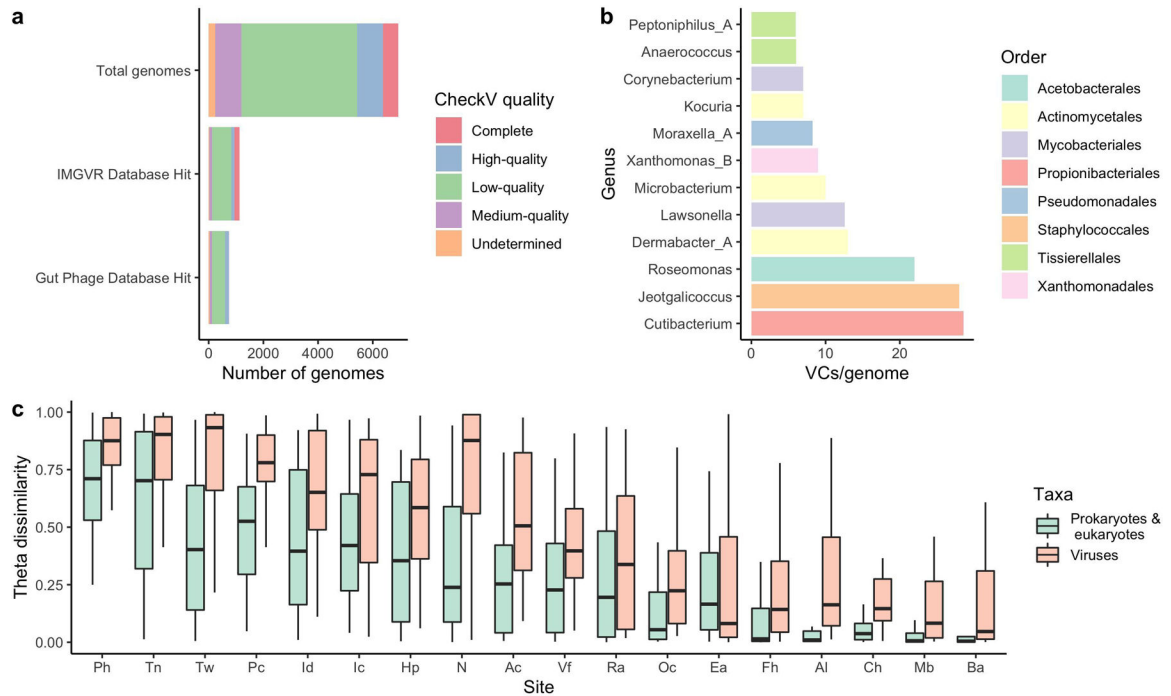 a
Total genomes
IMGVR Database Hit
Gut Phage Database Hit
0 2000 4000 6000
Number of genomes
CheckV quality
Complete
High-quality
Low-quality
Medium-quality
Undetermined
b
Genus
Peptoniphilus_A
Anaerococcus
Corynebacterium
Kocuria
Moraxella_A
Xanthomonas_B
Microbacterium
Lawsonella
Dermabacter_A
Roseomonas
Jeotgalicoccus
Cutibacterium
0 10 20
VCs/genome
Order
Acetobacterales
Actinomycetales
Mycobacteriales
Propionibacteriales
Pseudomonadales
Staphylococcales
Tissierellales
Xanthomonadales
c
Theta dissimilarity
1.00
0.75
0.50
0.25
0.00
Ph Tn Tw Pc Id Ic Hp N Ac Vf Ra Oc Ea Fh Al Ch Mb Ba
Site
Taxa
Prokaryotes &
eukaryotes
Viruses